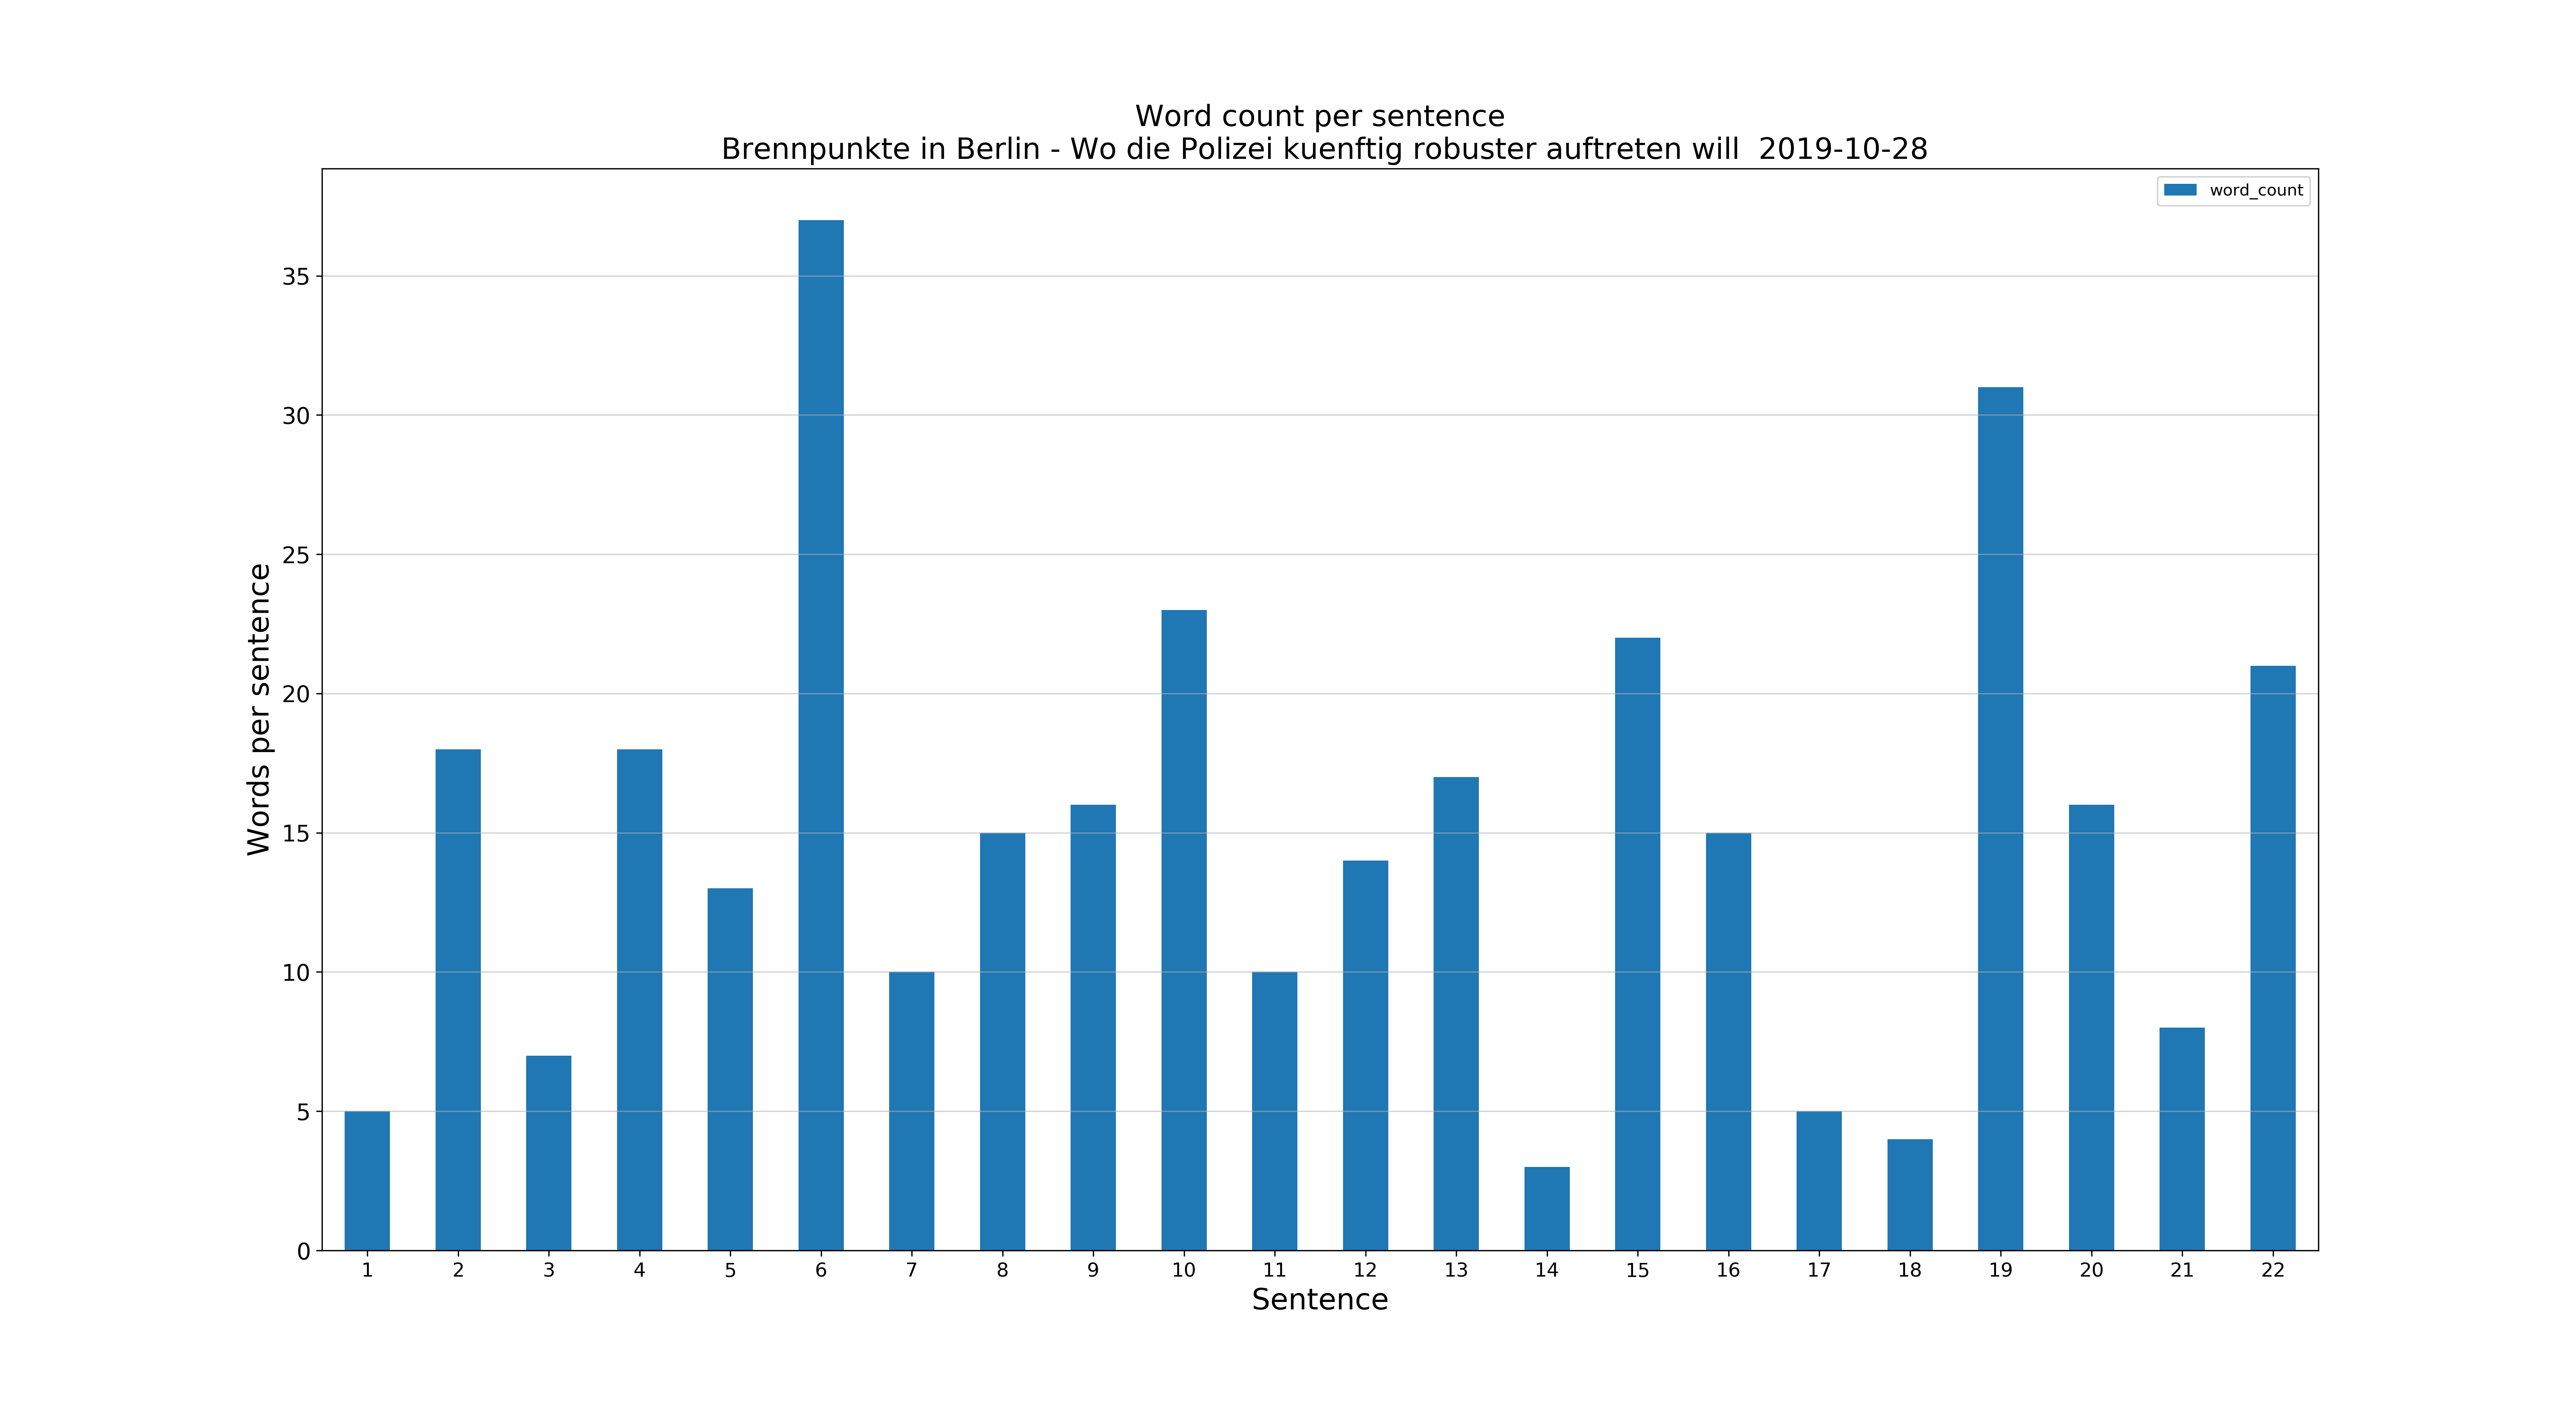 Word count per sentence
Brennpunkte in Berlin - Wo die Polizei kuenftig robuster auftreten will  2019-10-28
word_count
Words per sentence
35
30
25
20
15
10
5
0
1 2 3 4 5 6 7 8 9 10 11 12 13 14 15 16 17 18 19 20 21 22
Sentence